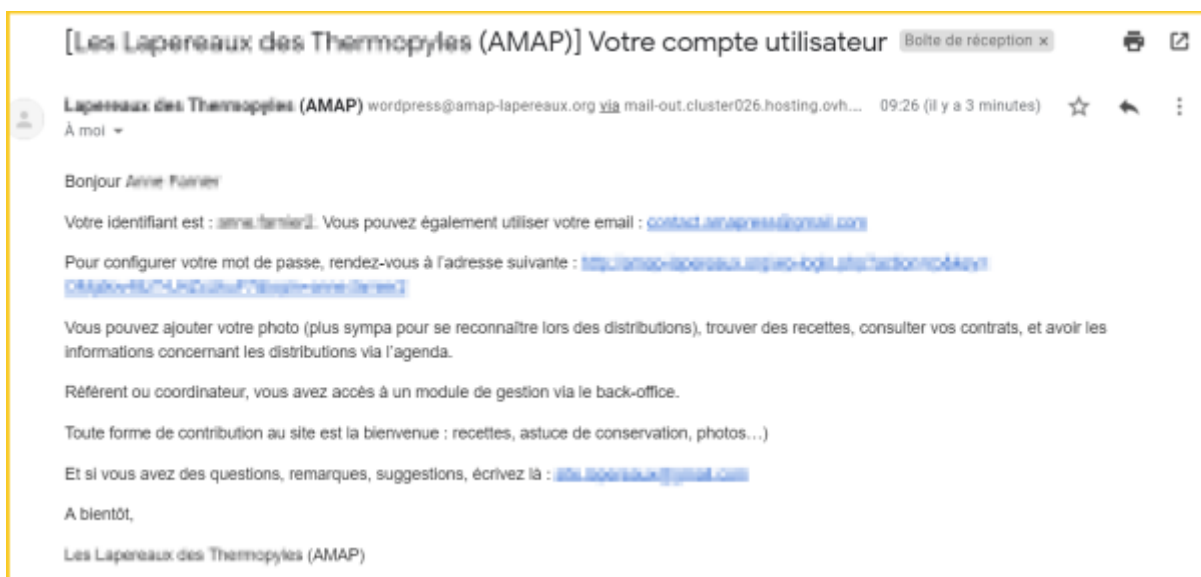 [Les Lapereaux des Thermopyles (AMAP)] Votre compte utilisateur Boîte de réception ×
Lapereaux des Thermopyles (AMAP) wordpress@amap-lapereaux.org via mail-out.cluster026.hosting.ovh.... 09:26 (il y a 3 minutes)
À moi
Bonjour Anne
Votre identifiant est : Vous pouvez également utiliser votre email : contact.amapress@gmail.com
Pour configurer votre mot de passe, rendez-vous à l'adresse suivante :
Vous pouvez ajouter votre photo (plus sympa pour se reconnaître lors des distributions), trouver des recettes, consulter vos contrats, et avoir les
informations concernant les distributions via l'agenda.
Référent ou coordinateur, vous avez accès à un module de gestion via le back-office.
Toute forme de contribution au site est la bienvenue : recettes, astuce de conservation, photos…)
Et si vous avez des questions, remarques, suggestions, écrivez là :
A bientôt,
Les Lapereaux des Thermopyles (AMAP)